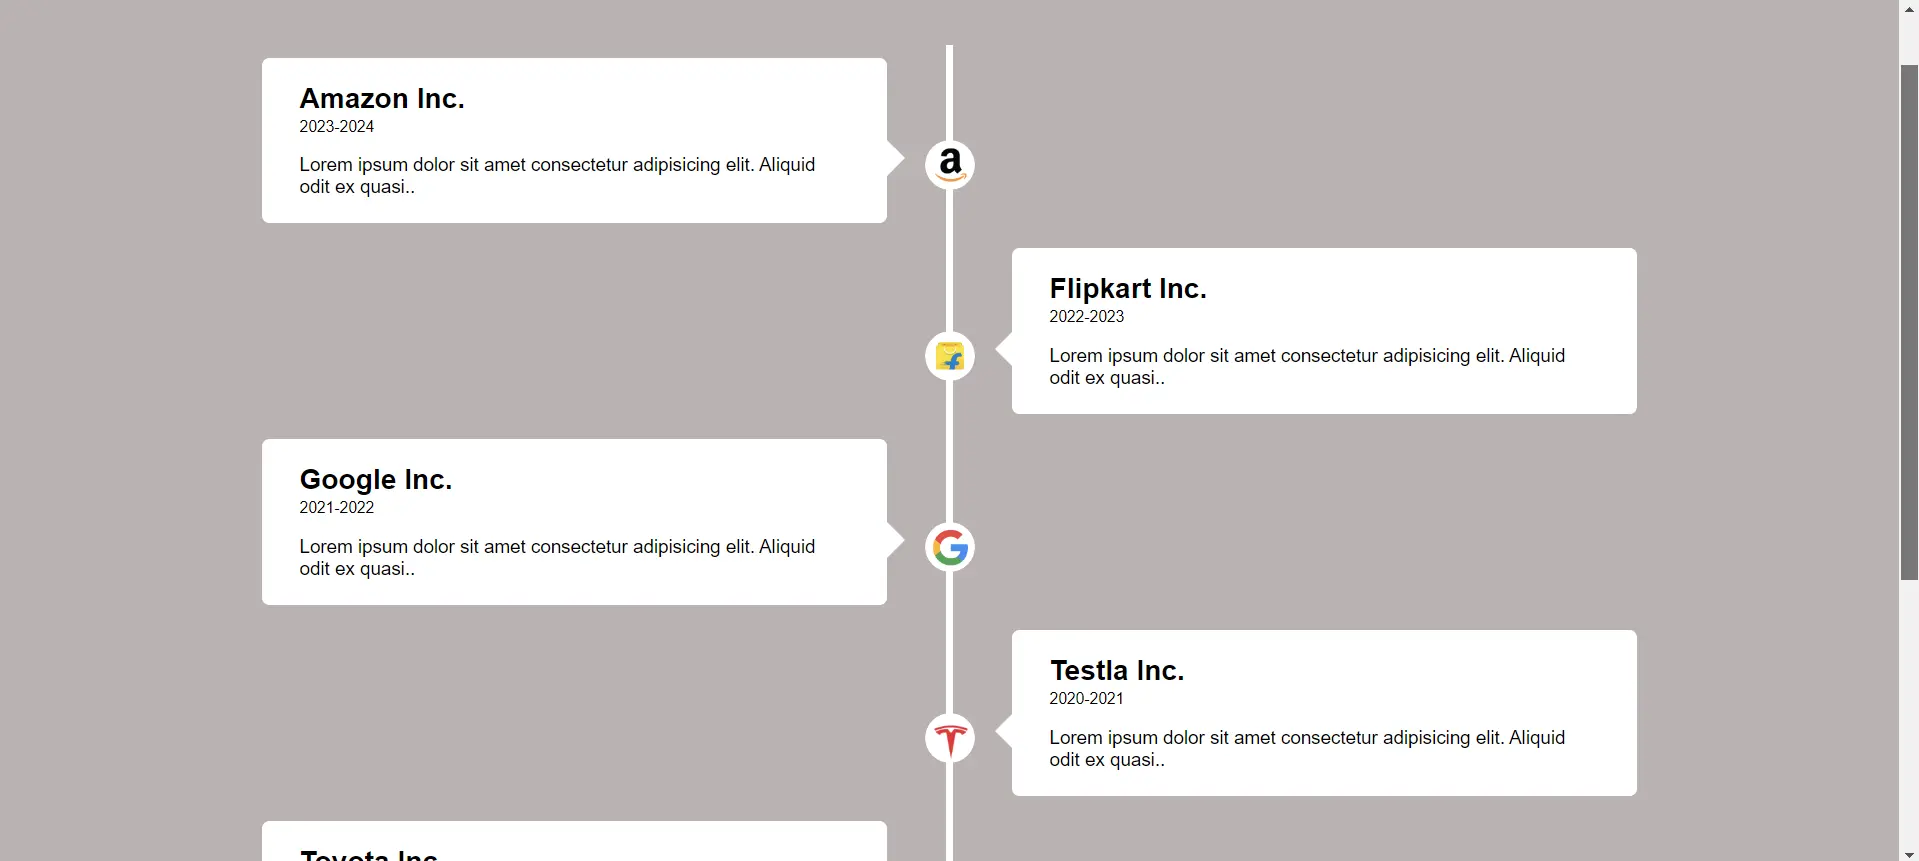 Amazon Inc.
2023-2024
Lorem ipsum dolor sit amet consectetur adipisicing elit. Aliquid
odit ex quasi..
a
Flipkart Inc.
2022-2023
Lorem ipsum dolor sit amet consectetur adipisicing elit. Aliquid
odit ex quasi..
f
Google Inc.
2021-2022
Lorem ipsum dolor sit amet consectetur adipisicing elit. Aliquid
odit ex quasi..
G
Testla Inc.
2020-2021
Lorem ipsum dolor sit amet consectetur adipisicing elit. Aliquid
odit ex quasi..
T
Toyota Inc.